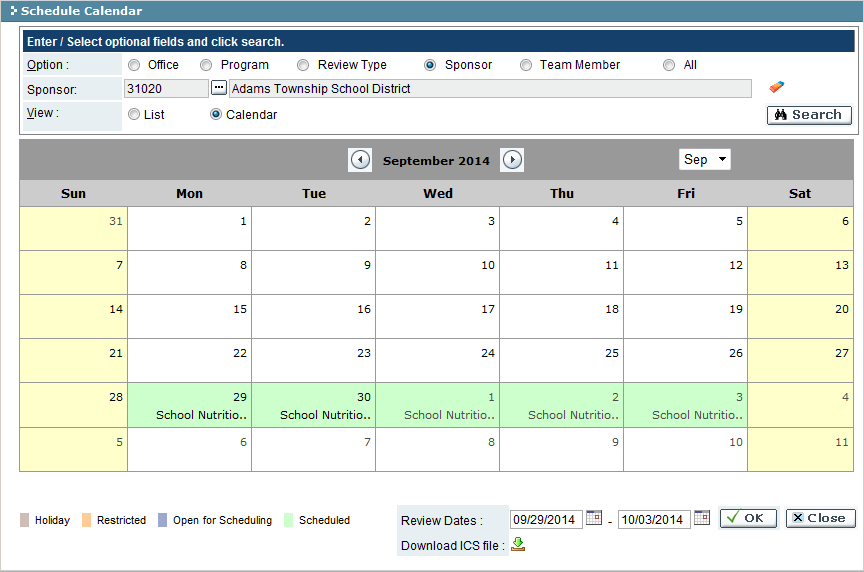 Schedule Calendar
Enter / Select optional fields and click search.
Option : Office Program Review Type Sponsor Team Member All
Sponsor: 31020 ... Adams Township School District
View : List Calendar Search
September 2014 Sep
Sun Mon Tue Wed Thu Fri Sat
31 1 2 3 4 5 6
7 8 9 10 11 12 13
14 15 16 17 18 19 20
21 22 23 24 25 26 27
28 29 30 1 2 3 4
School Nutritio.. School Nutritio.. School Nutritio.. School Nutritio.. School Nutritio..
5 6 7 8 9 10 11
Holiday Restricted Open for Scheduling Scheduled
Review Dates : 09/29/2014 - 10/03/2014 OK Close
Download ICS file :